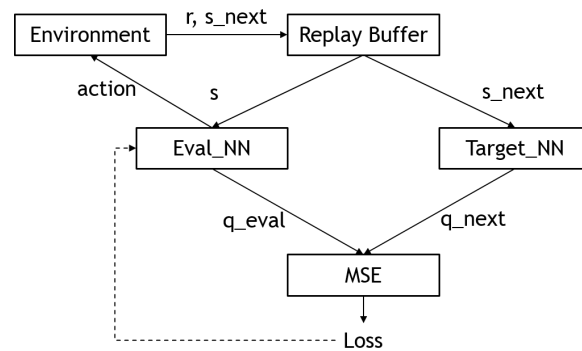 Environment
r, s_next
Replay Buffer
action
s
s_next
Eval_NN
Target_NN
q_eval
q_next
MSE
Loss